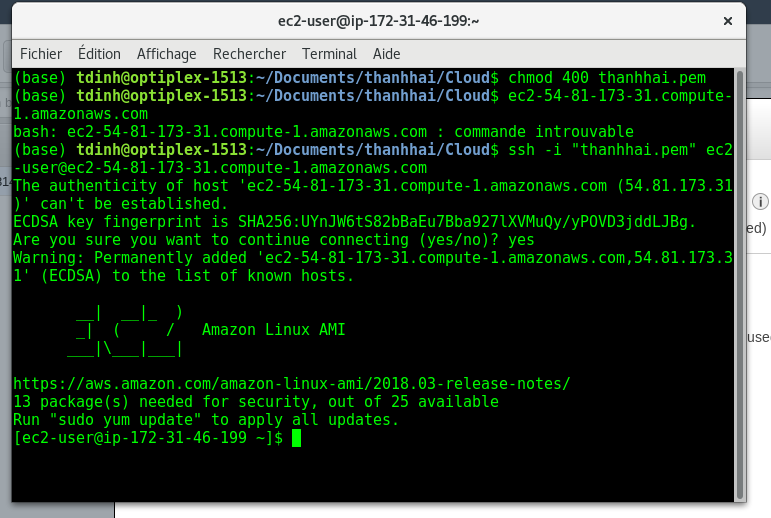 ec2-user@ip-172-31-46-199:~
Fichier Édition Affichage Rechercher Terminal Aide
(base) tdinh@optiplex-1513:~/Documents/thanhhai/Cloud$ chmod 400 thanhhai.pem
(base) tdinh@optiplex-1513:~/Documents/thanhhai/Cloud$ ec2-54-81-173-31.compute-
1.amazonaws.com
bash: ec2-54-81-173-31.compute-1.amazonaws.com : commande introuvable
(base) tdinh@optiplex-1513:~/Documents/thanhhai/Cloud$ ssh -i "thanhhai.pem" ec2
-user@ec2-54-81-173-31.compute-1.amazonaws.com
The authenticity of host 'ec2-54-81-173-31.compute-1.amazonaws.com (54.81.173.31
)' can't be established.
ECDSA key fingerprint is SHA256:UYnJW6tS82bBaEu7Bba927lXVMuQy/yPOVD3jddLJBg.
Are you sure you want to continue connecting (yes/no)? yes
Warning: Permanently added 'ec2-54-81-173-31.compute-1.amazonaws.com,54.81.173.3
1' (ECDSA) to the list of known hosts.
       __|  __|_  )
       _|  (     /   Amazon Linux AMI
      ___|\___|___|
https://aws.amazon.com/amazon-linux-ami/2018.03-release-notes/
13 package(s) needed for security, out of 25 available
Run "sudo yum update" to apply all updates.
[ec2-user@ip-172-31-46-199 ~]$
ed)